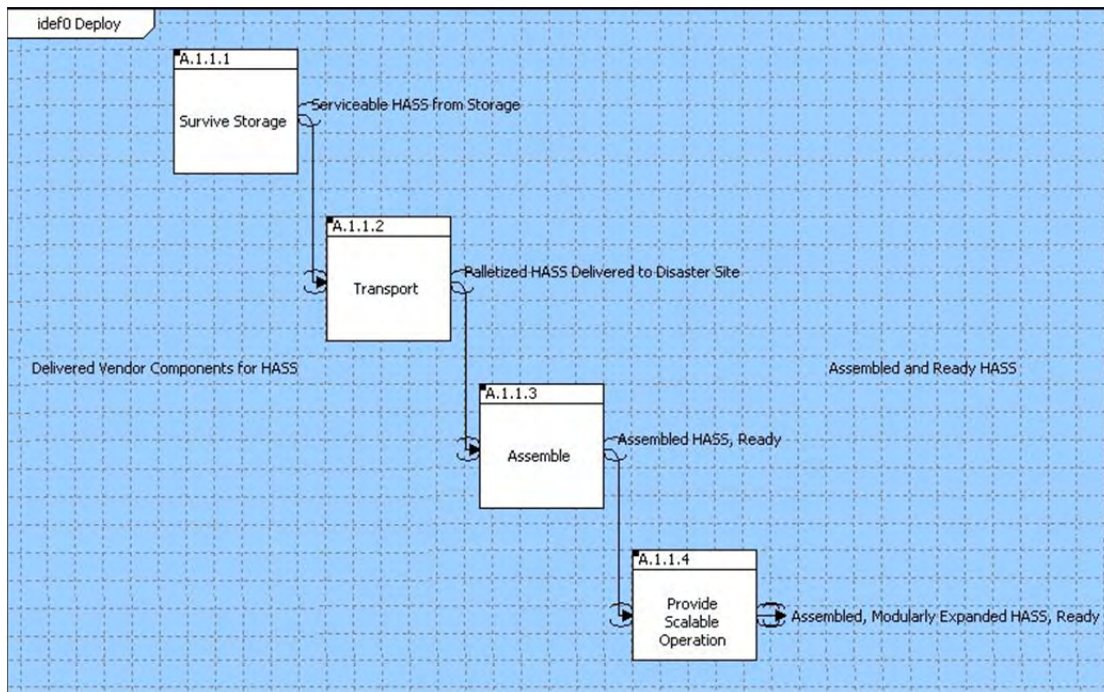 idef0 Deploy
A.1.1.1
Survive Storage
Serviceable HASS from Storage
A.1.1.2
Transport
Palletized HASS Delivered to Disaster Site
Delivered Vendor Components for HASS
Assembled and Ready HASS
A.1.1.3
Assemble
Assembled HASS, Ready
A.1.1.4
Provide
Scalable
Operation
Assembled, Modularly Expanded HASS, Ready